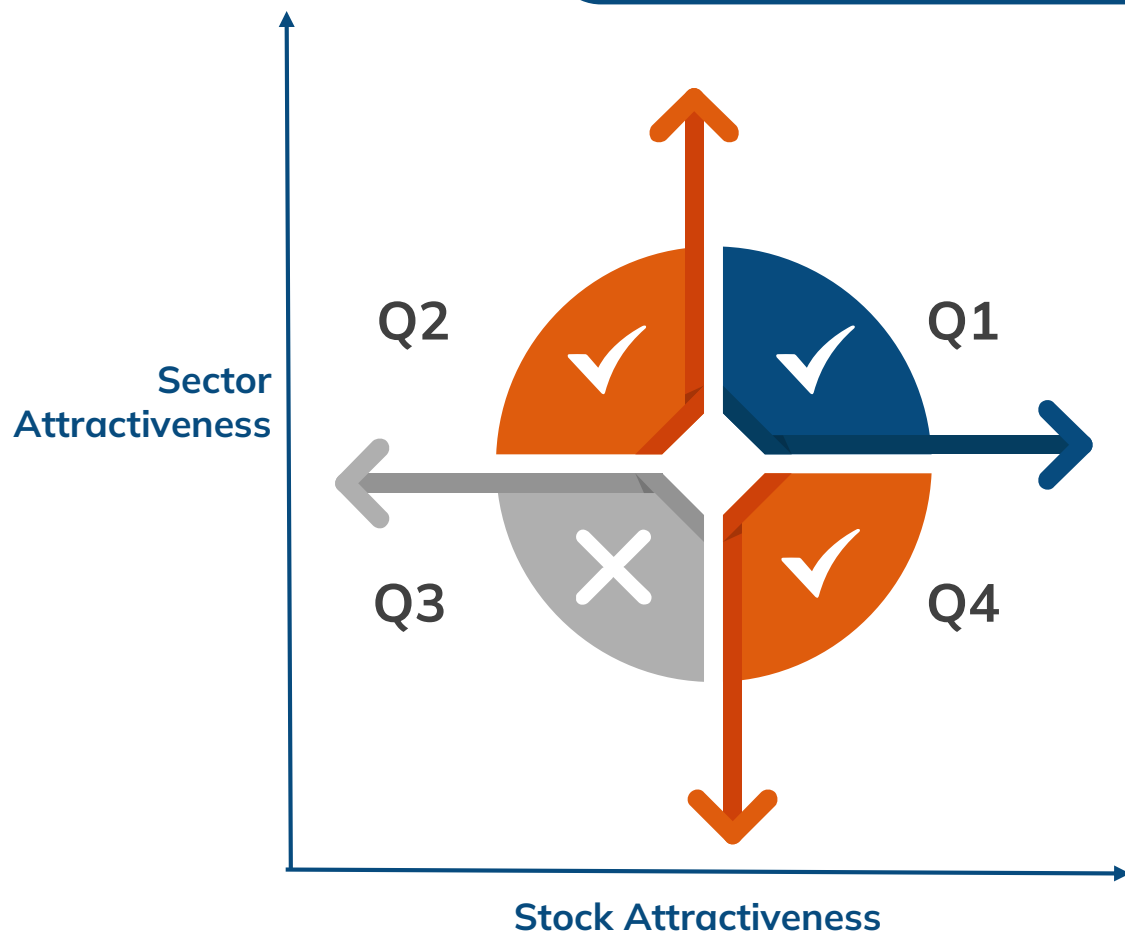 Q2
Q1
Sector
Attractiveness
Q3
Q4
Stock Attractiveness